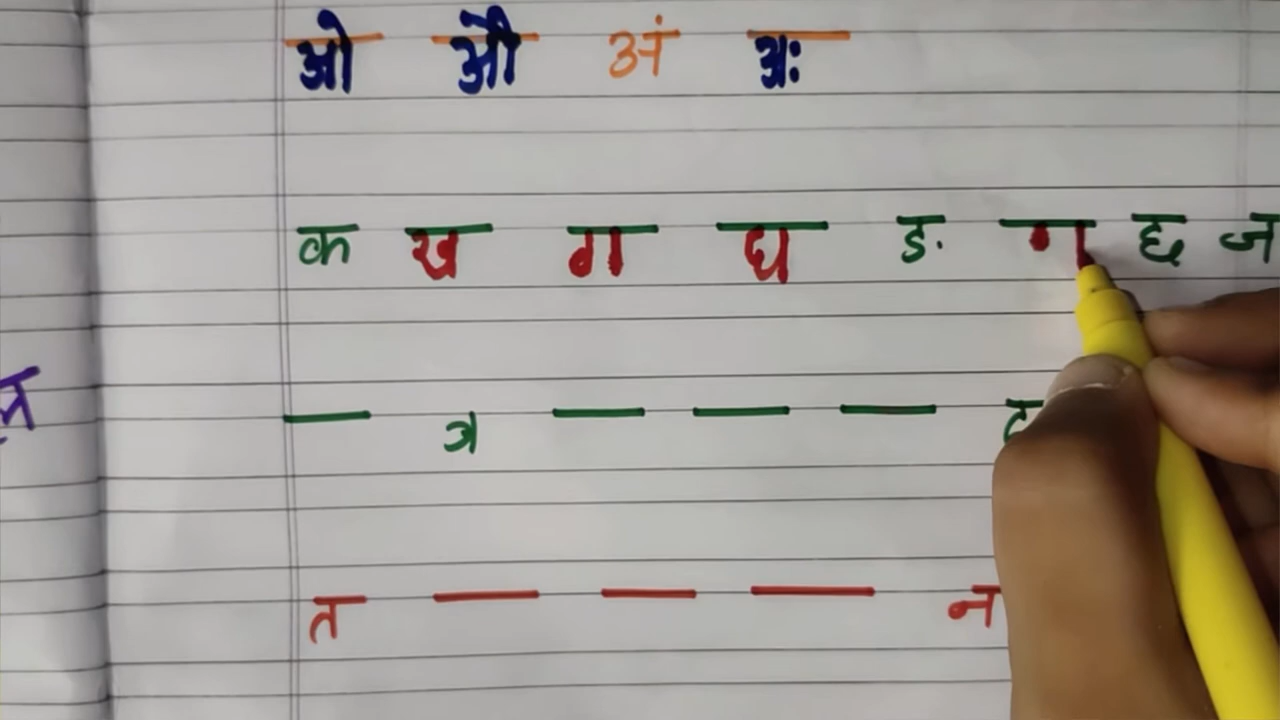 ओ औ अं अः
क ख ग घ ङ छ ज
ञ
त न